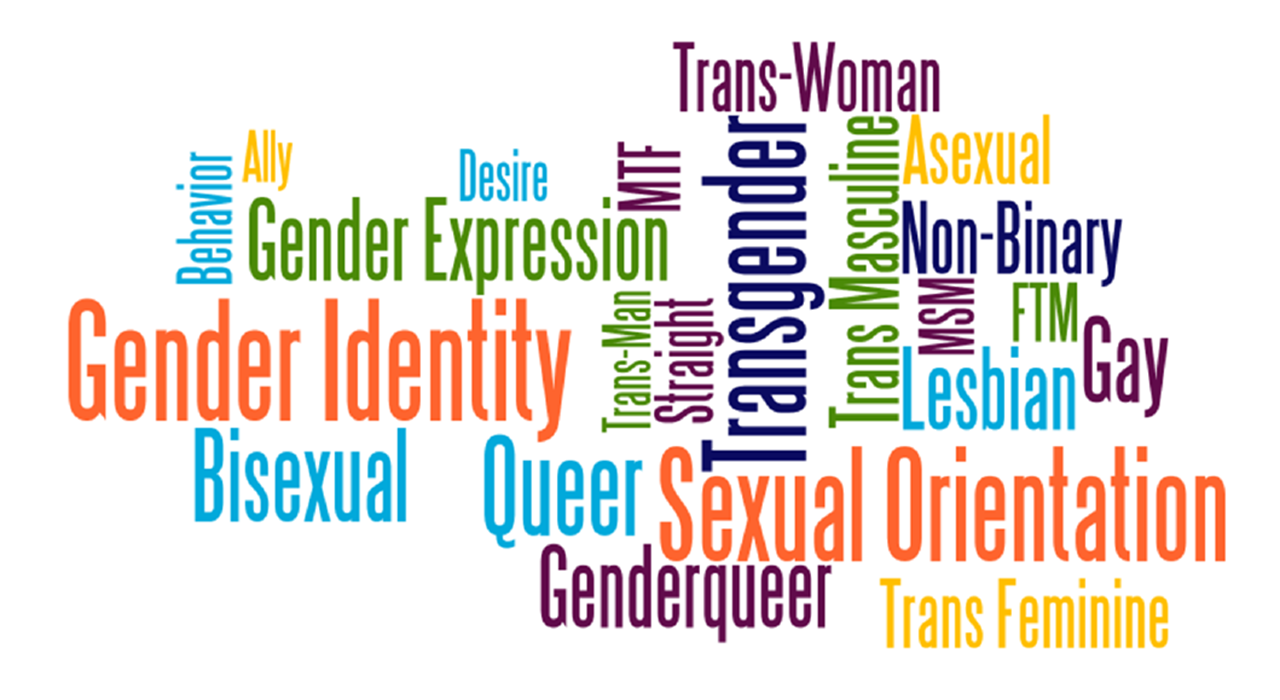 Trans-Woman
Ally
Asexual
Behavior
Desire
MTF
Transgender
Trans Masculine
Gender Expression
Non-Binary
MSM
FTM
Gender Identity
Trans-Man
Straight
Gay
Lesbian
Bisexual
Queer
Sexual Orientation
Genderqueer
Trans Feminine